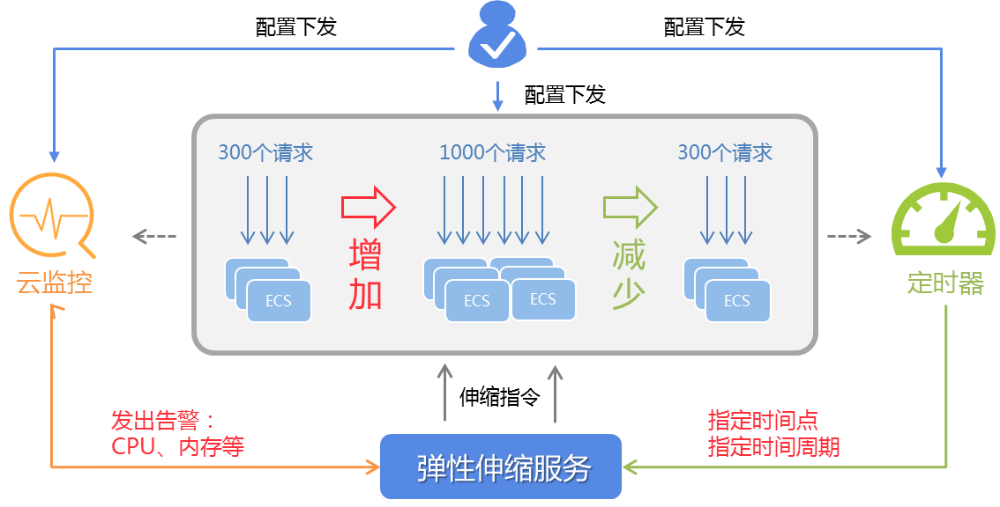 配置下发
配置下发
配置下发
300个请求
1000个请求
300个请求
增加
减少
ECS
ECS
ECS
ECS
云监控
定时器
伸缩指令
发出告警：
CPU、内存等
指定时间点
指定时间周期
弹性伸缩服务